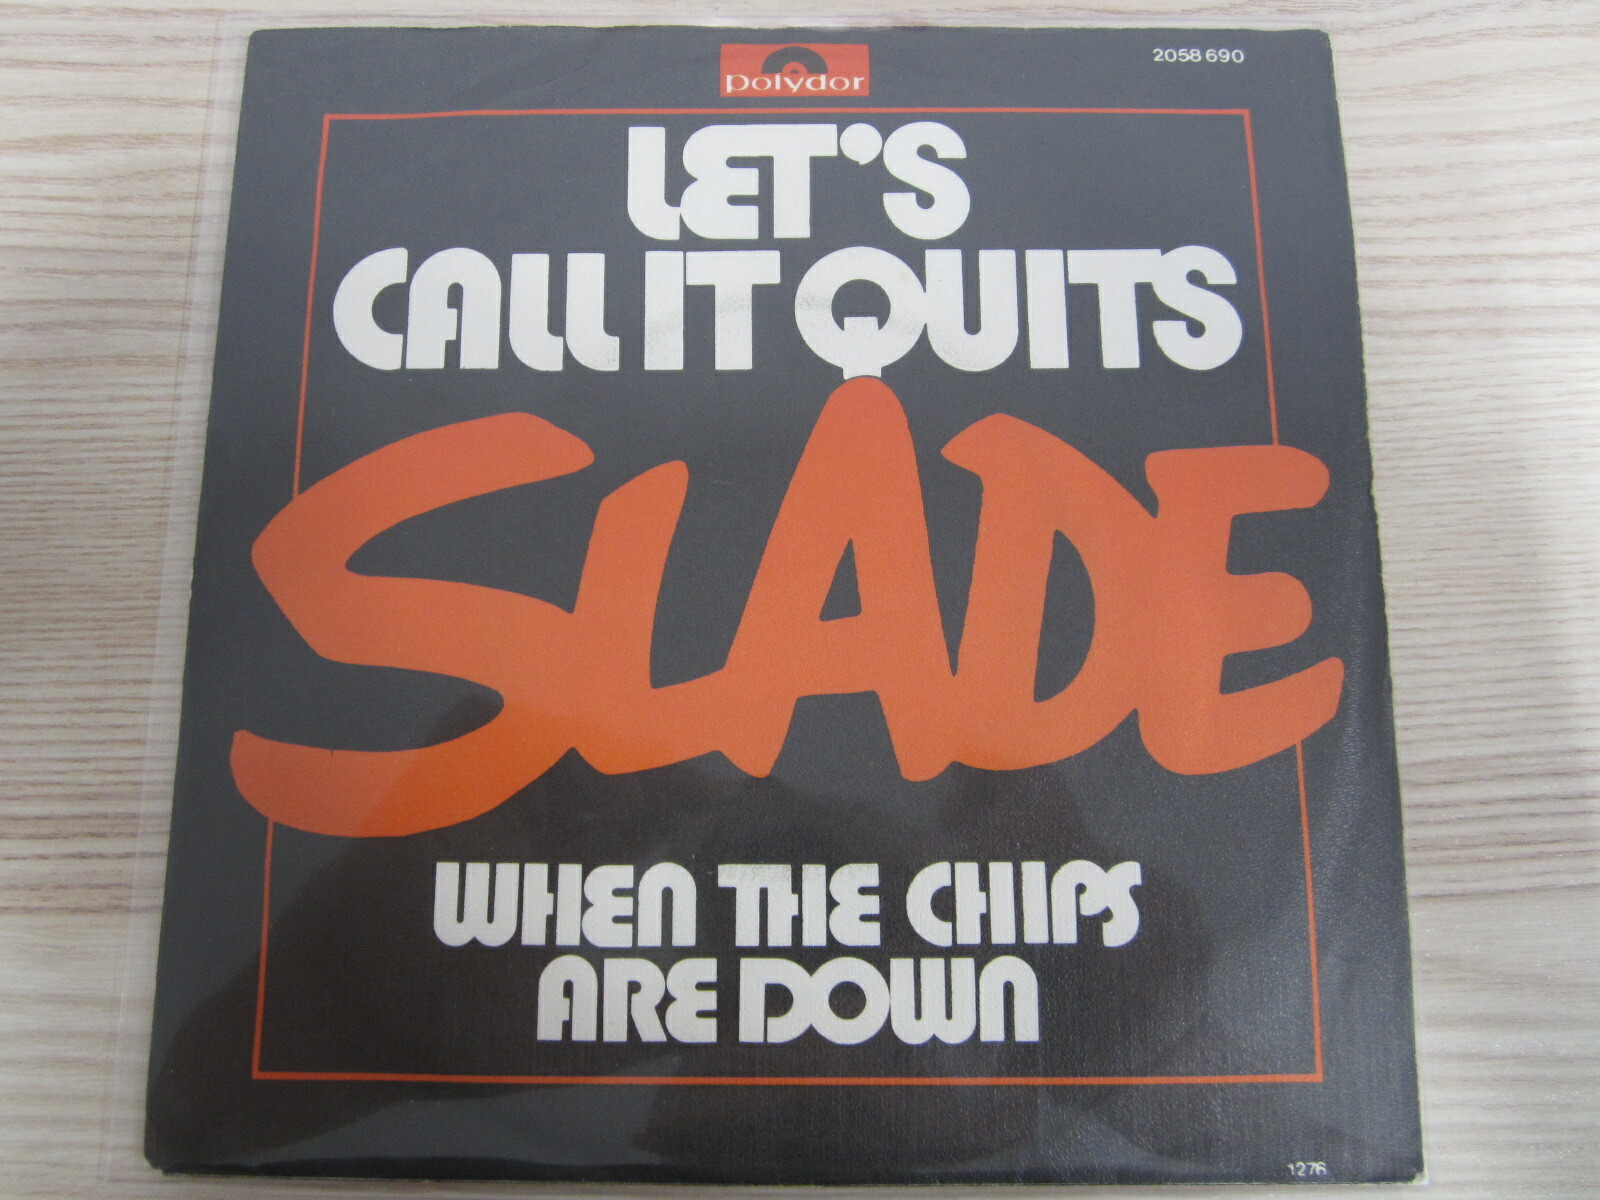 polydor
2058 690
LET'S
CALL IT QUITS
SLADE
WHEN THE CHIPS
ARE DOWN
1276